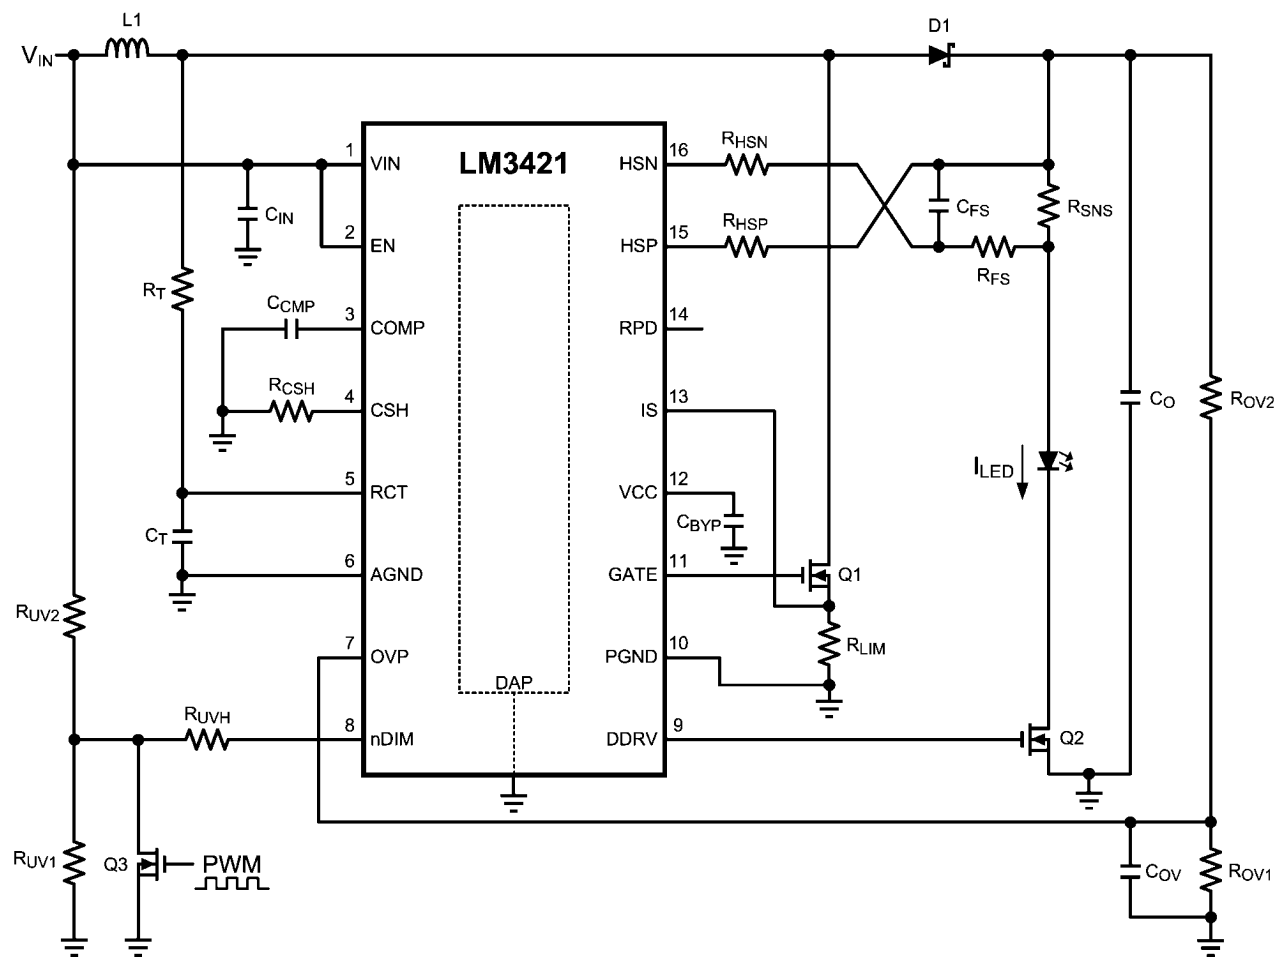 L1
D1
VIN
1
VIN
LM3421
HSN
16
RHSN
CIN
CFS
RSNS
2
EN
HSP
15
RHSP
RFS
RT
CCMP
3
COMP
RPD
14
RCSH
4
CSH
IS
13
CO
ROV2
ILED
5
RCT
VCC
12
CBYP
CT
6
AGND
GATE
11
Q1
RUV2
7
OVP
PGND
10
RLIM
DAP
RUVH
8
nDIM
DDRV
9
Q2
RUV1
Q3
PWM
COV
ROV1